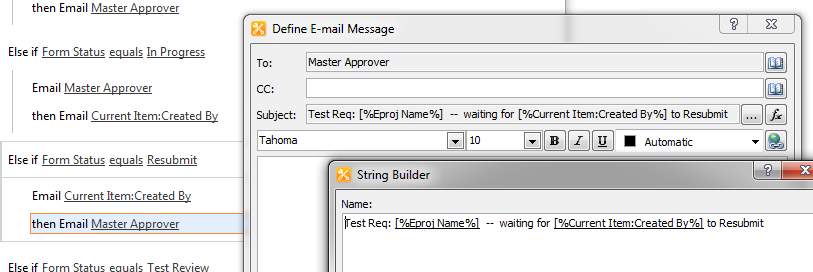 then Email Master Approver
Else if Form Status equals In Progress
Email Master Approver
then Email Current Item:Created By
Else if Form Status equals Resubmit
Email Current Item:Created By
then Email Master Approver
Else if Form Status equals Test Review
Define E-mail Message
To: Master Approver
CC:
Subject: Test Req: [%Eproj Name%] -- waiting for [%Current Item:Created By%] to Resubmit ... fx
Tahoma 10 B I U Automatic
String Builder
Name:
Test Req: [%Eproj Name%] -- waiting for [%Current Item:Created By%] to Resubmit